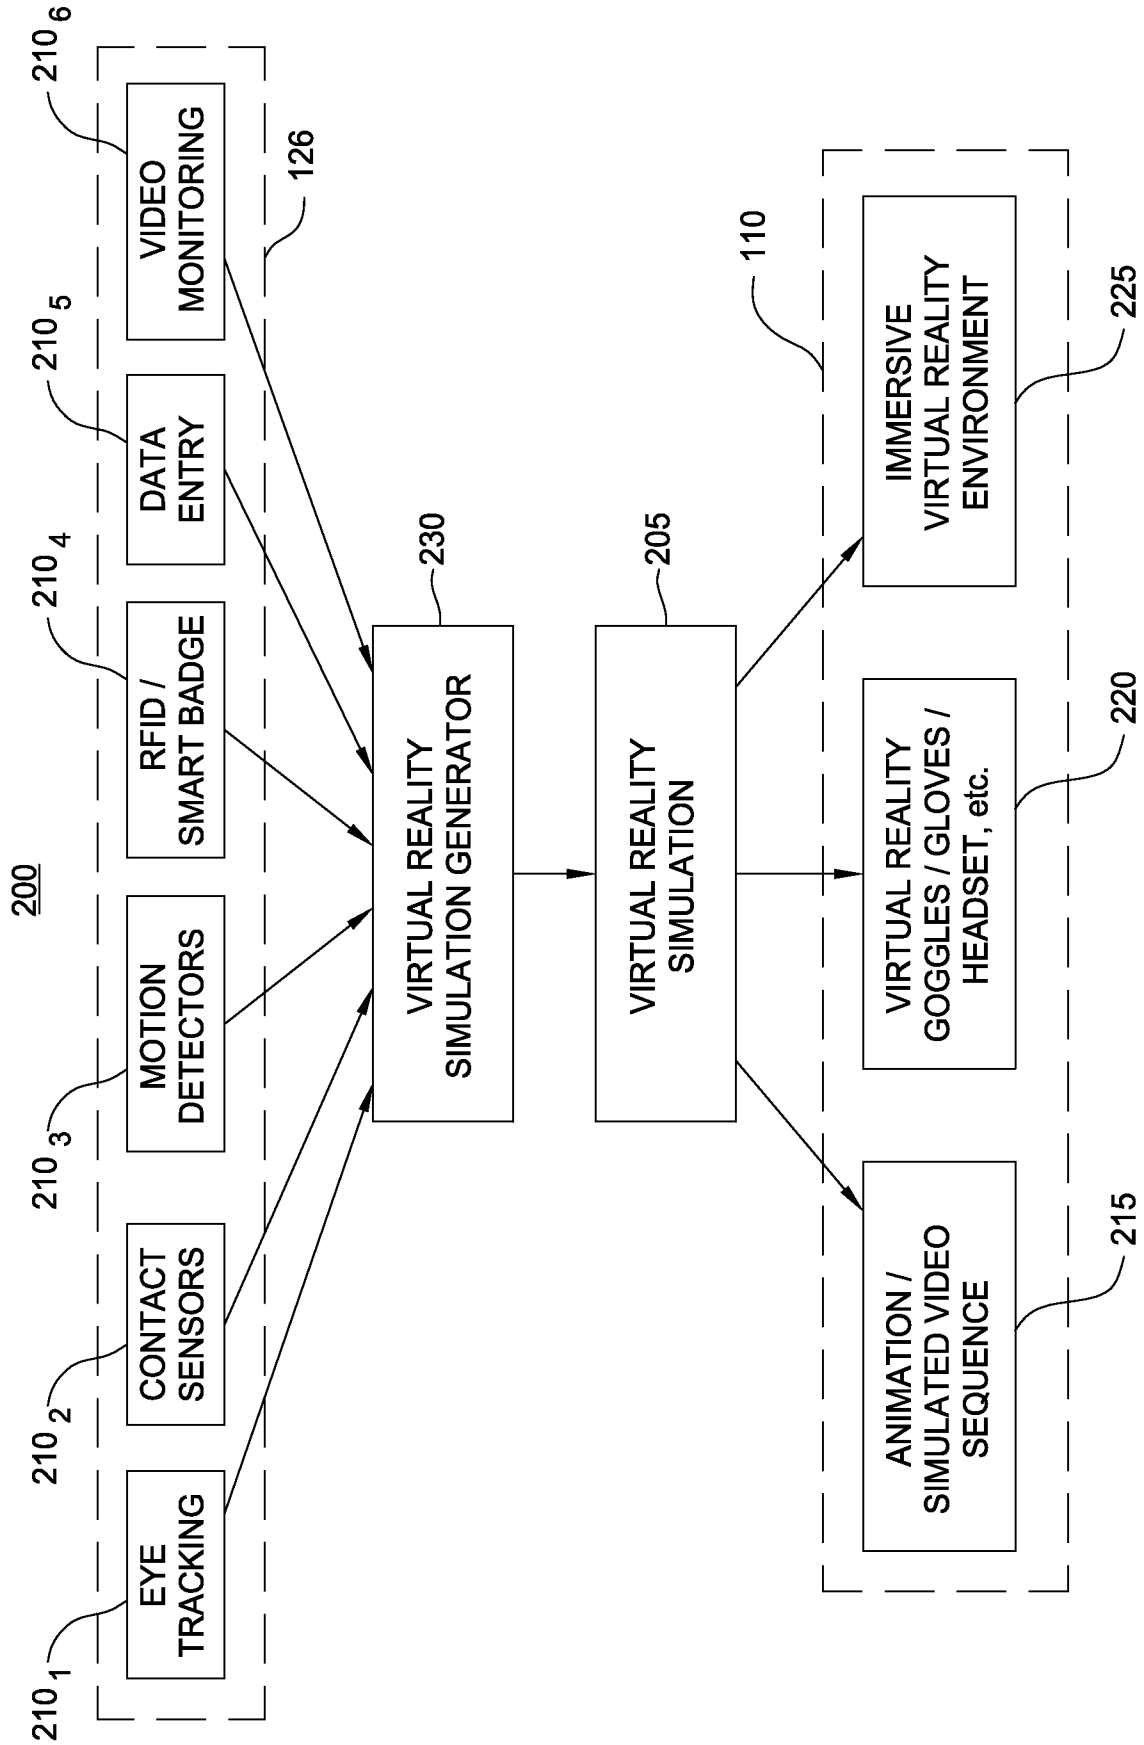 200
210 1
210 2
210 3
210 4
210 5
210 6
EYE
TRACKING
CONTACT
SENSORS
MOTION
DETECTORS
RFID /
SMART BADGE
DATA
ENTRY
VIDEO
MONITORING
126
VIRTUAL REALITY
SIMULATION GENERATOR
230
VIRTUAL REALITY
SIMULATION
205
110
ANIMATION /
SIMULATED VIDEO
SEQUENCE
VIRTUAL REALITY
GOGGLES / GLOVES /
HEADSET, etc.
IMMERSIVE
VIRTUAL REALITY
ENVIRONMENT
215
220
225